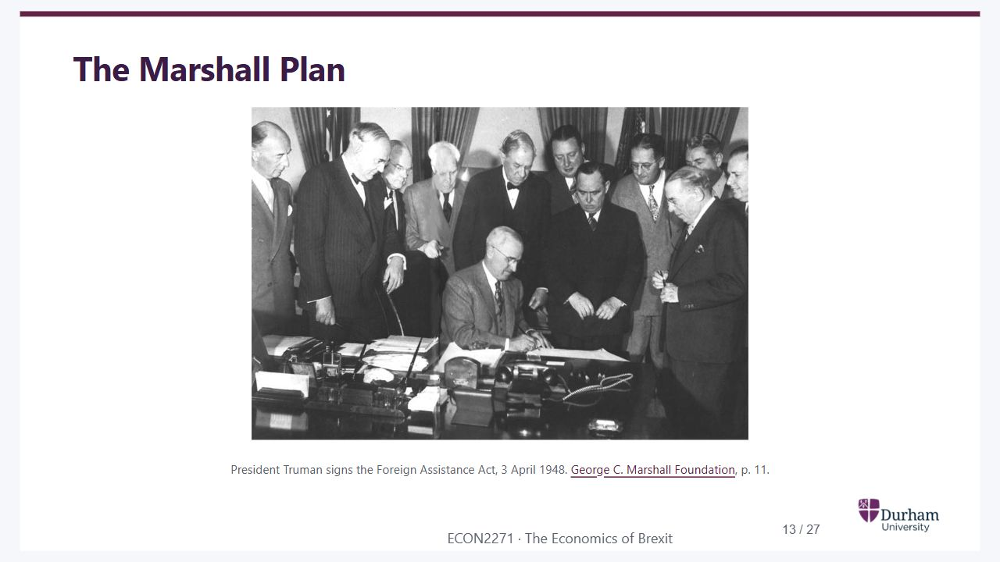 The Marshall Plan
President Truman signs the Foreign Assistance Act, 3 April 1948. George C. Marshall Foundation, p. 11.
ECON2271 · The Economics of Brexit
13 / 27
Durham
University